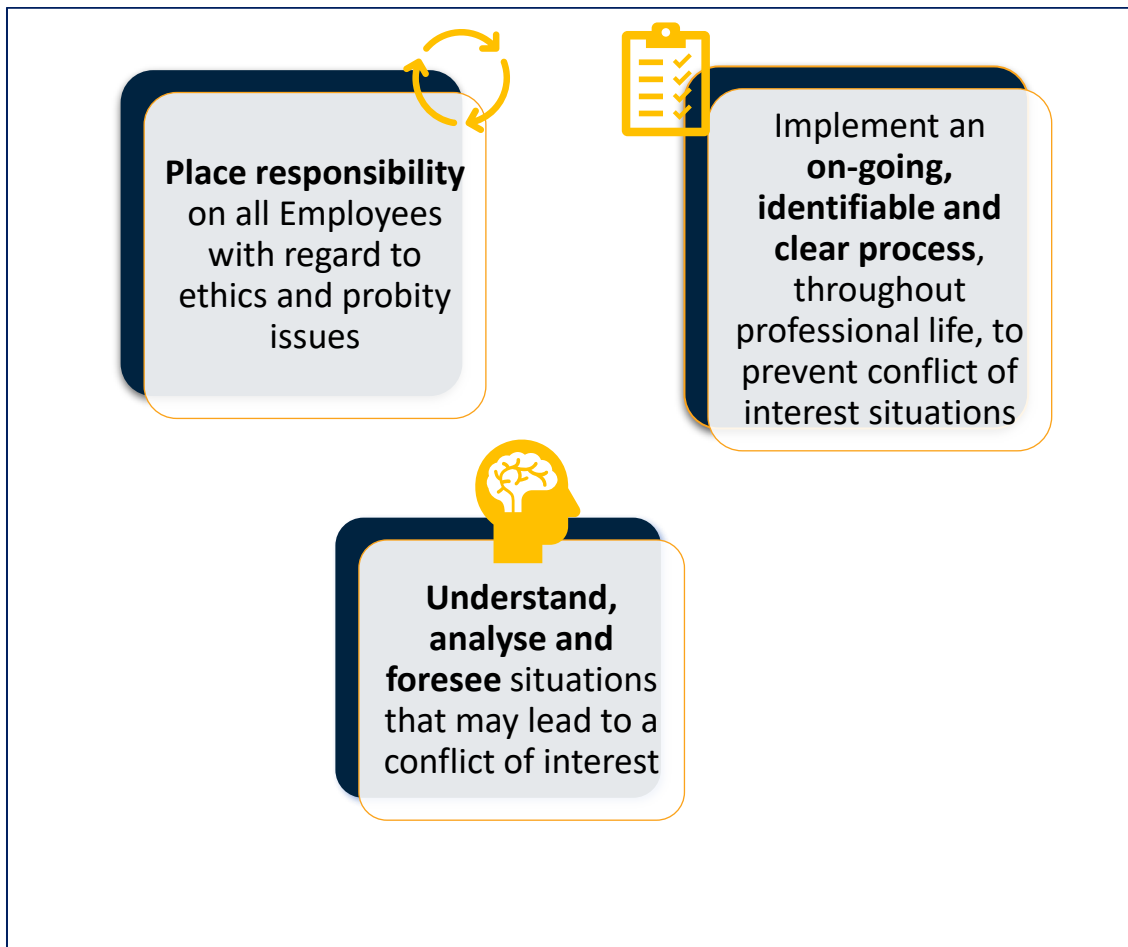 Place responsibility
on all Employees
with regard to
ethics and probity
issues
Implement an
on-going,
identifiable and
clear process,
throughout
professional life, to
prevent conflict of
interest situations
Understand,
analyse and
foresee situations
that may lead to a
conflict of interest